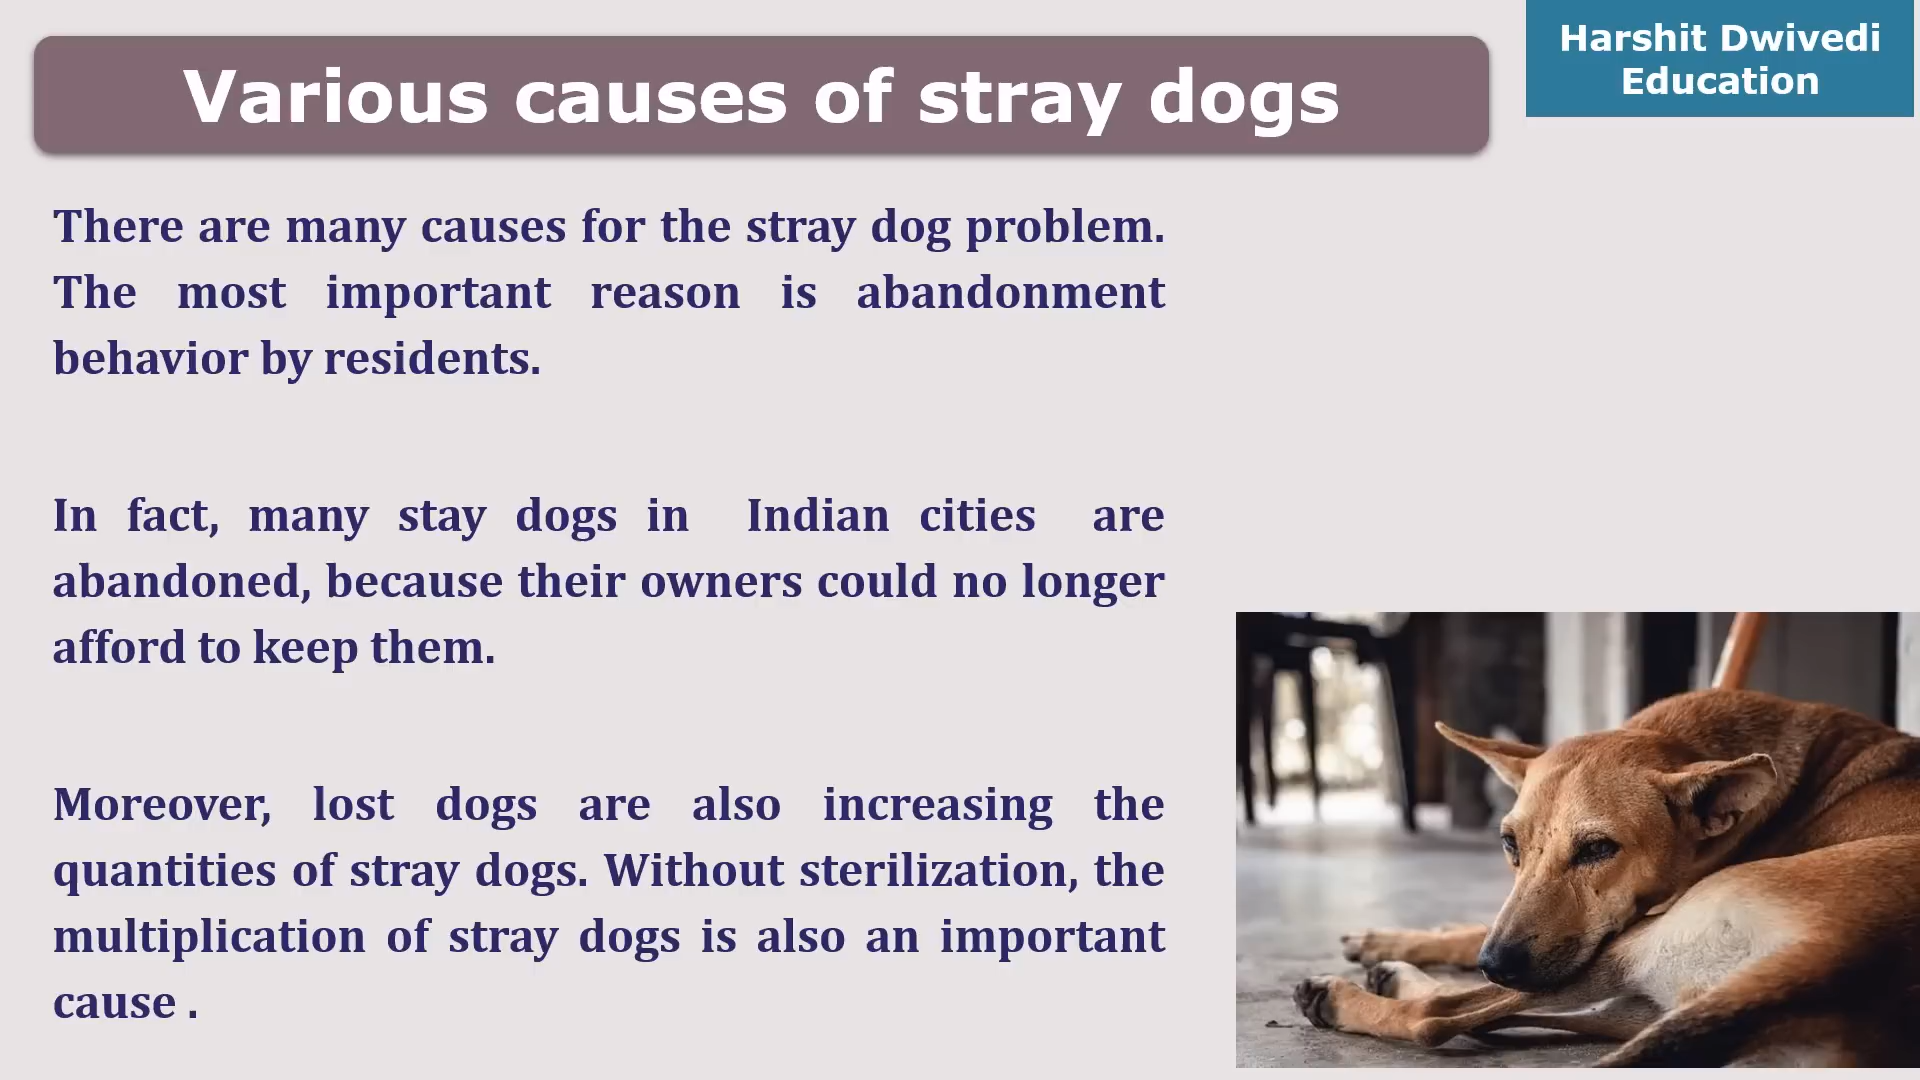 Various causes of stray dogs
Harshit Dwivedi
Education
There are many causes for the stray dog problem.
The most important reason is abandonment
behavior by residents.
In fact, many stay dogs in Indian cities are
abandoned, because their owners could no longer
afford to keep them.
Moreover, lost dogs are also increasing the
quantities of stray dogs. Without sterilization, the
multiplication of stray dogs is also an important
cause .